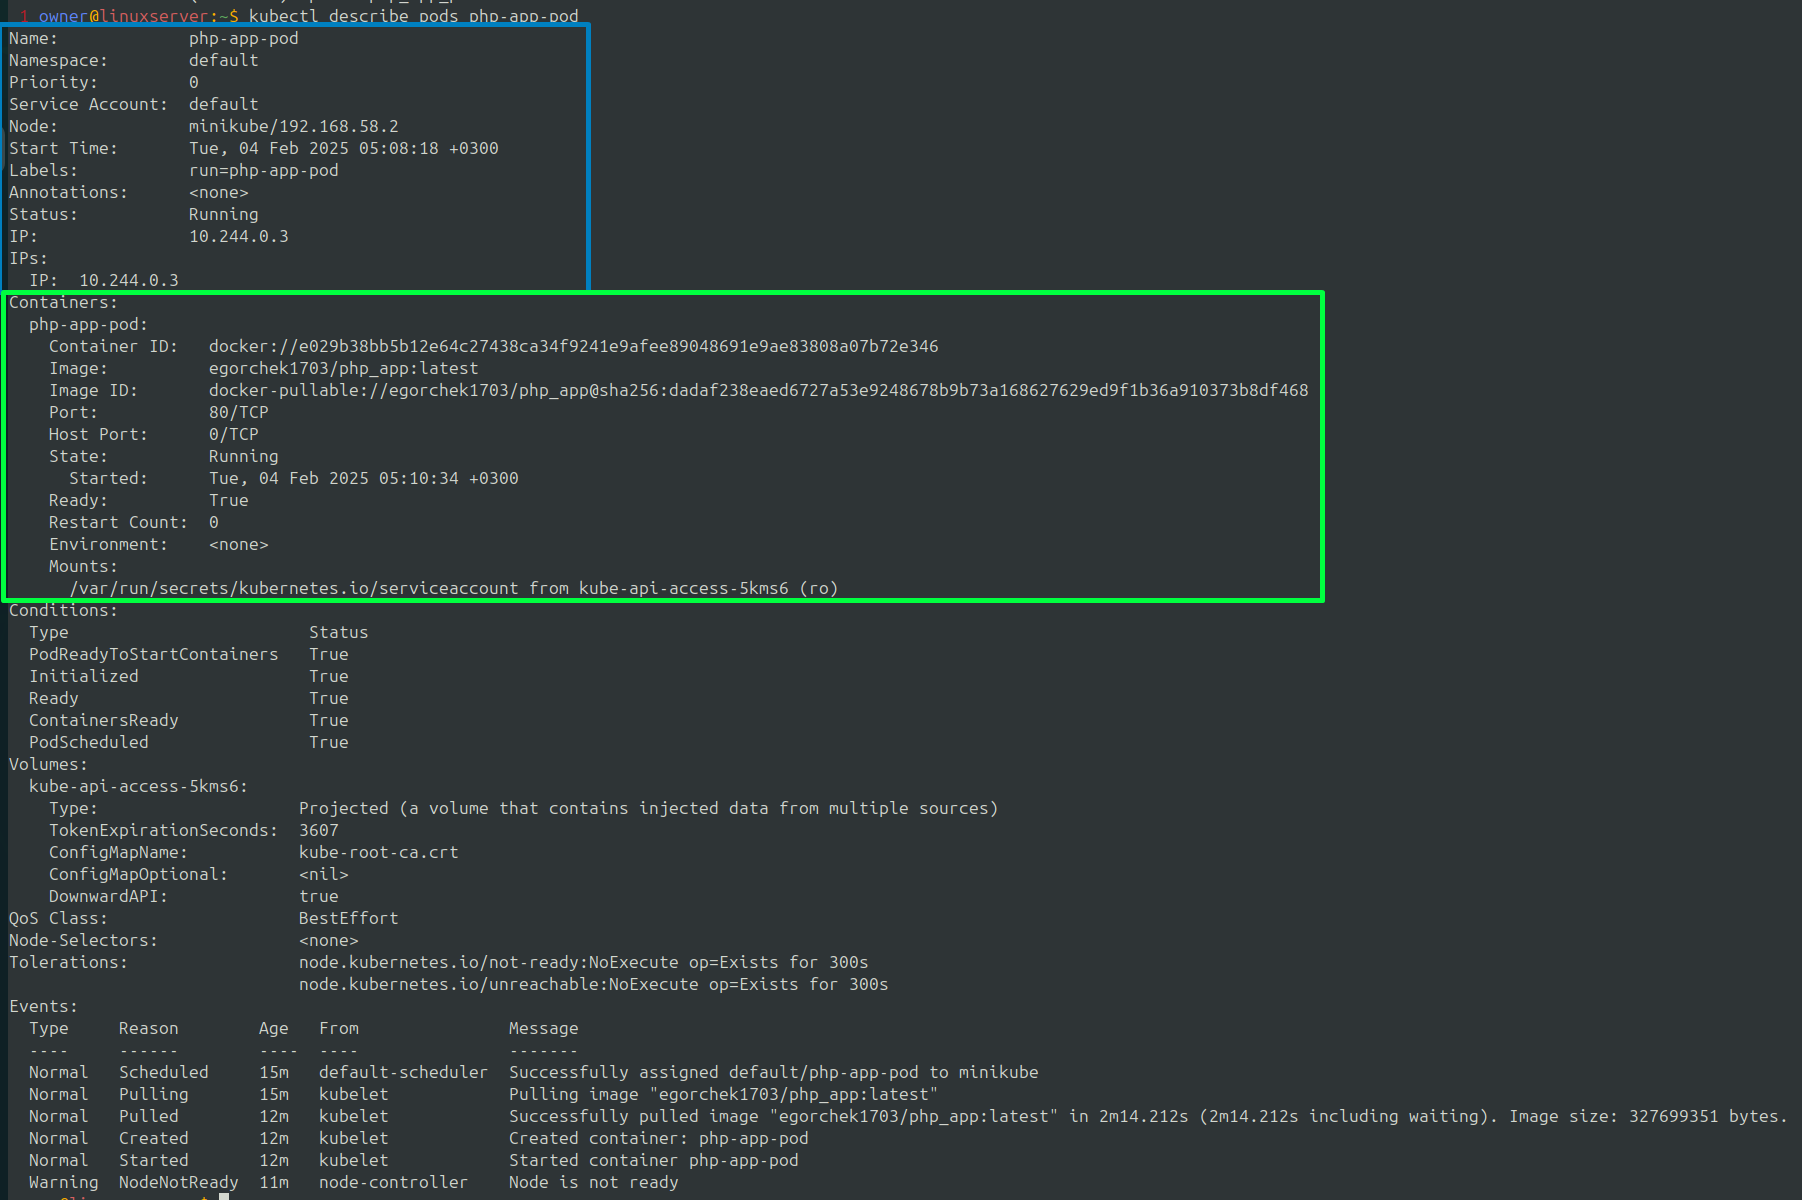 1 owner@linuxserver:~$ kubectl describe pods php-app-pod
Name:             php-app-pod
Namespace:        default
Priority:         0
Service Account:  default
Node:             minikube/192.168.58.2
Start Time:       Tue, 04 Feb 2025 05:08:18 +0300
Labels:           run=php-app-pod
Annotations:      <none>
Status:           Running
IP:               10.244.0.3
IPs:
  IP:  10.244.0.3
Containers:
  php-app-pod:
    Container ID:   docker://e029b38bb5b12e64c27438ca34f9241e9afee89048691e9ae83808a07b72e346
    Image:          egorchek1703/php_app:latest
    Image ID:       docker-pullable://egorchek1703/php_app@sha256:dadaf238eaed6727a53e9248678b9b73a168627629ed9f1b36a910373b8df468
    Port:           80/TCP
    Host Port:      0/TCP
    State:          Running
      Started:      Tue, 04 Feb 2025 05:10:34 +0300
    Ready:          True
    Restart Count:  0
    Environment:    <none>
    Mounts:
      /var/run/secrets/kubernetes.io/serviceaccount from kube-api-access-5kms6 (ro)
Conditions:
  Type                        Status
  PodReadyToStartContainers   True
  Initialized                 True
  Ready                       True
  ContainersReady             True
  PodScheduled                True
Volumes:
  kube-api-access-5kms6:
    Type:                    Projected (a volume that contains injected data from multiple sources)
    TokenExpirationSeconds:  3607
    ConfigMapName:           kube-root-ca.crt
    ConfigMapOptional:       <nil>
    DownwardAPI:             true
QoS Class:                   BestEffort
Node-Selectors:              <none>
Tolerations:                 node.kubernetes.io/not-ready:NoExecute op=Exists for 300s
                             node.kubernetes.io/unreachable:NoExecute op=Exists for 300s
Events:
  Type     Reason        Age   From               Message
  ----     ------        ----  ----               -------
  Normal   Scheduled     15m   default-scheduler  Successfully assigned default/php-app-pod to minikube
  Normal   Pulling       15m   kubelet            Pulling image "egorchek1703/php_app:latest"
  Normal   Pulled        12m   kubelet            Successfully pulled image "egorchek1703/php_app:latest" in 2m14.212s (2m14.212s including waiting). Image size: 327699351 bytes.
  Normal   Created       12m   kubelet            Created container: php-app-pod
  Normal   Started       12m   kubelet            Started container php-app-pod
  Warning  NodeNotReady  11m   node-controller    Node is not ready